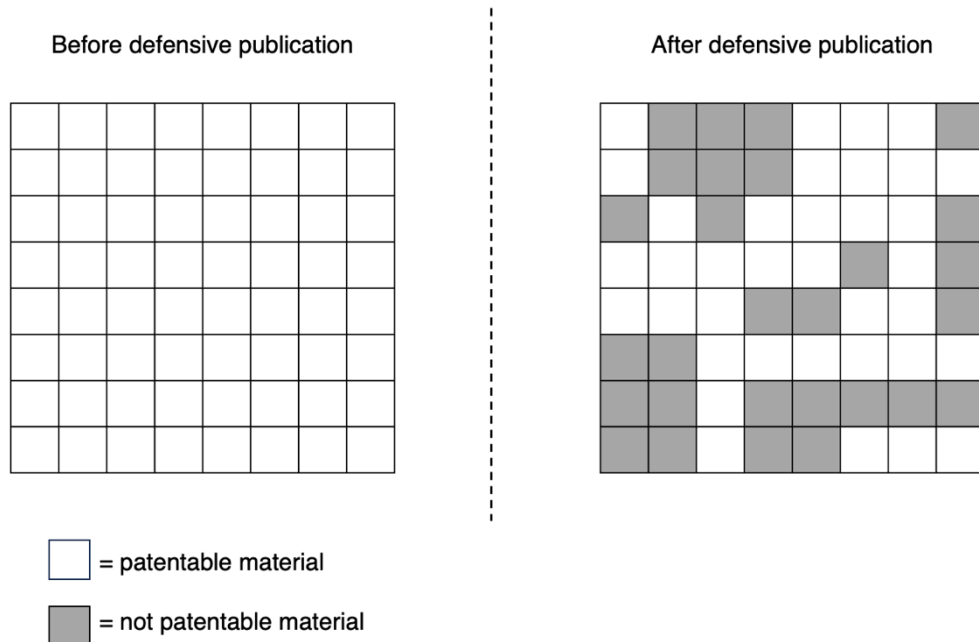 Before defensive publication
After defensive publication
= patentable material
= not patentable material